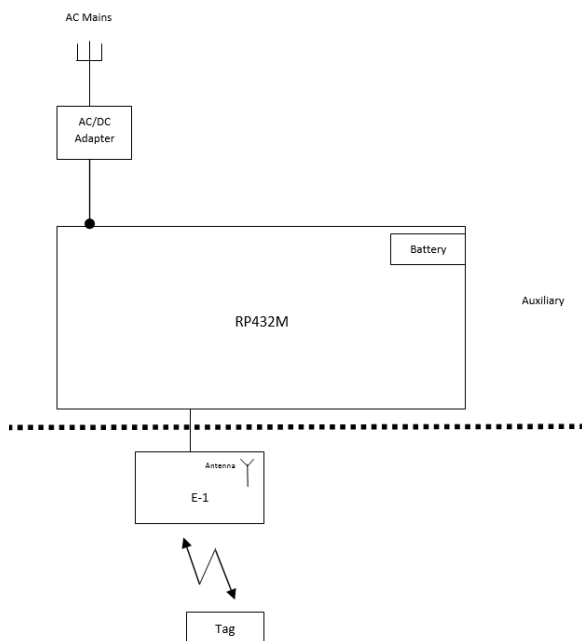 AC Mains
AC/DC
Adapter
Battery
RP432M
Auxiliary
Antenna
E-1
Tag